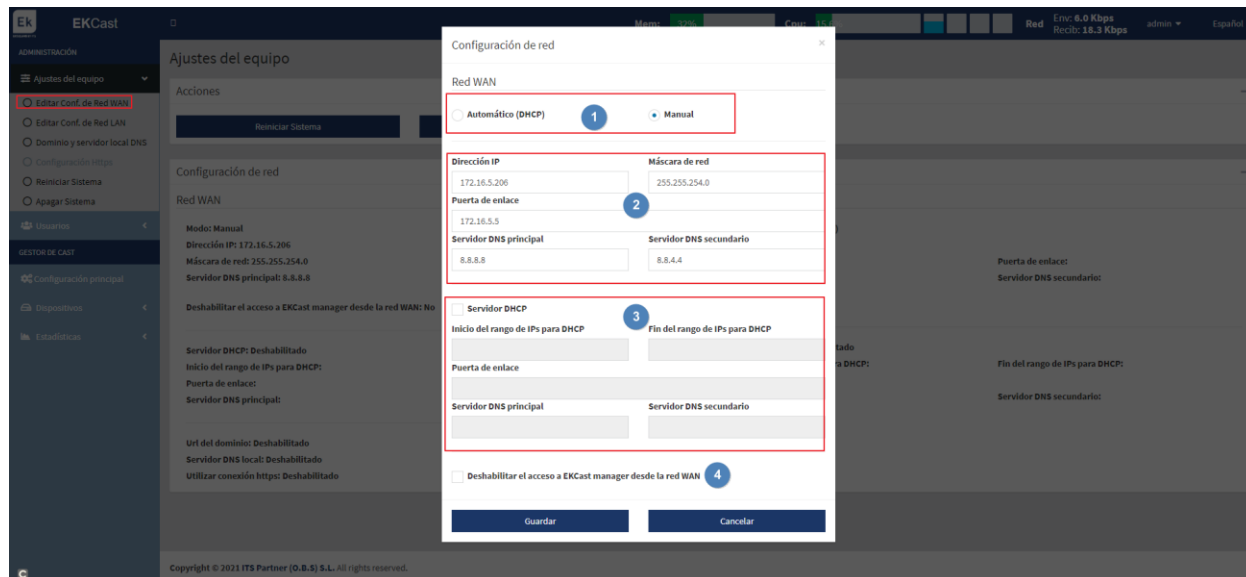 Ek EKCast Mem: 32% Cpu: Red Env: 6.0 Kbps Recib: 18.3 Kbps admin Español
ADMINISTRACIÓN
Ajustes del equipo
Editar Conf. de Red WAN
Editar Conf. de Red LAN
Dominio y servidor local DNS
Configuración Https
Reiniciar Sistema
Apagar Sistema
Usuarios
GESTOR DE CAST
Configuración principal
Dispositivos
Estadísticas
Ajustes del equipo
Acciones
Reiniciar Sistema
Configuración de red
Red WAN
Modo: Manual
Dirección IP: 172.16.5.206
Máscara de red: 255.255.254.0
Servidor DNS principal: 8.8.8.8
Deshabilitar el acceso a EKCast manager desde la red WAN: No
Servidor DHCP: Deshabilitado
Inicio del rango de IPs para DHCP:
Puerta de enlace:
Servidor DNS principal:
Url del dominio: Deshabilitado
Servidor DNS local: Deshabilitado
Utilizar conexión https: Deshabilitado
Configuración de red ×
Red WAN
Automático (DHCP) 1 Manual
Dirección IP Máscara de red
172.16.5.206 255.255.254.0
Puerta de enlace 2
172.16.5.5
Servidor DNS principal Servidor DNS secundario
8.8.8.8 8.8.4.4
Servidor DHCP 3
Inicio del rango de IPs para DHCP Fin del rango de IPs para DHCP
Puerta de enlace
Servidor DNS principal Servidor DNS secundario
Deshabilitar el acceso a EKCast manager desde la red WAN 4
Guardar Cancelar
Puerta de enlace:
Servidor DNS secundario:
tado
a DHCP: Fin del rango de IPs para DHCP:
Servidor DNS secundario:
Copyright © 2021 ITS Partner (O.B.S) S.L. All rights reserved.